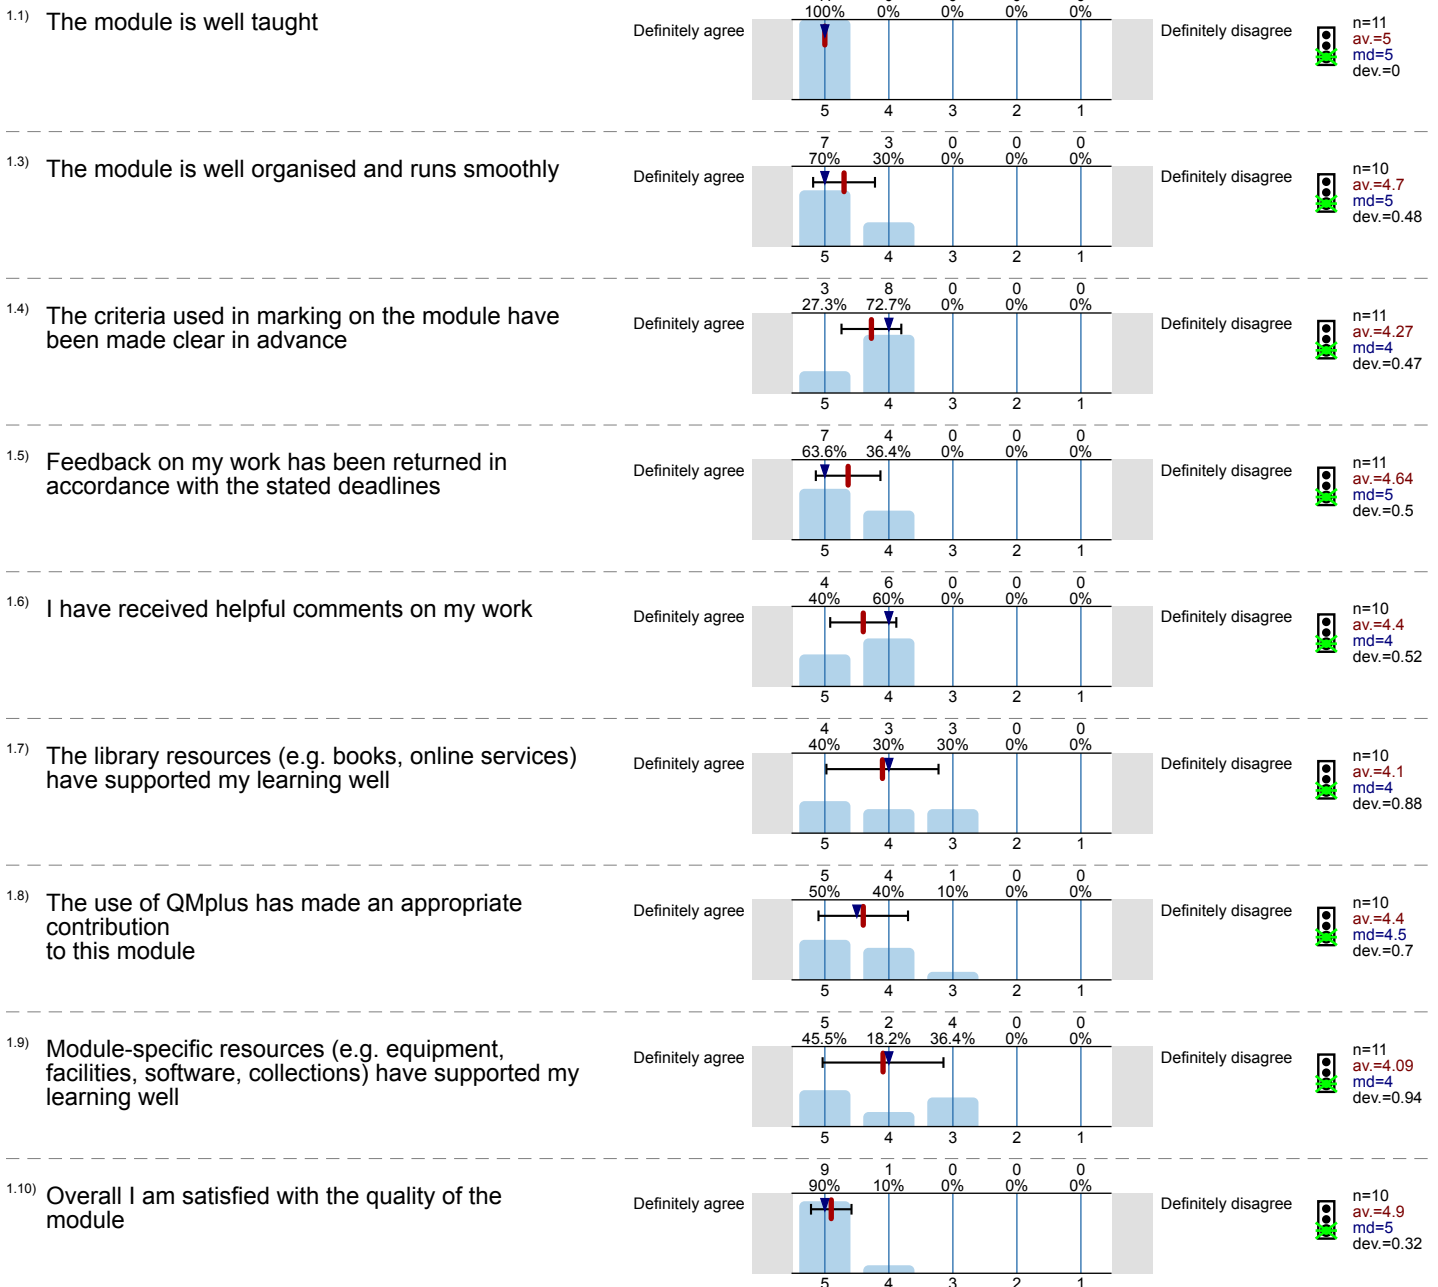 1.1) The module is well taught
100% 0% 0% 0% 0%
Definitely agree
Definitely disagree
5 4 3 2 1
n=11
av.=5
md=5
dev.=0
1.3) The module is well organised and runs smoothly
7 3 0 0 0
70% 30% 0% 0% 0%
Definitely agree
Definitely disagree
5 4 3 2 1
n=10
av.=4.7
md=5
dev.=0.48
1.4) The criteria used in marking on the module have
been made clear in advance
3 8 0 0 0
27.3% 72.7% 0% 0% 0%
Definitely agree
Definitely disagree
5 4 3 2 1
n=11
av.=4.27
md=4
dev.=0.47
1.5) Feedback on my work has been returned in
accordance with the stated deadlines
7 4 0 0 0
63.6% 36.4% 0% 0% 0%
Definitely agree
Definitely disagree
5 4 3 2 1
n=11
av.=4.64
md=5
dev.=0.5
1.6) I have received helpful comments on my work
4 6 0 0 0
40% 60% 0% 0% 0%
Definitely agree
Definitely disagree
5 4 3 2 1
n=10
av.=4.4
md=4
dev.=0.52
1.7) The library resources (e.g. books, online services)
have supported my learning well
4 3 3 0 0
40% 30% 30% 0% 0%
Definitely agree
Definitely disagree
5 4 3 2 1
n=10
av.=4.1
md=4
dev.=0.88
1.8) The use of QMplus has made an appropriate
contribution
to this module
5 4 1 0 0
50% 40% 10% 0% 0%
Definitely agree
Definitely disagree
5 4 3 2 1
n=10
av.=4.4
md=4.5
dev.=0.7
1.9) Module-specific resources (e.g. equipment,
facilities, software, collections) have supported my
learning well
5 2 4 0 0
45.5% 18.2% 36.4% 0% 0%
Definitely agree
Definitely disagree
5 4 3 2 1
n=11
av.=4.09
md=4
dev.=0.94
1.10) Overall I am satisfied with the quality of the
module
9 1 0 0 0
90% 10% 0% 0% 0%
Definitely agree
Definitely disagree
5 4 3 2 1
n=10
av.=4.9
md=5
dev.=0.32